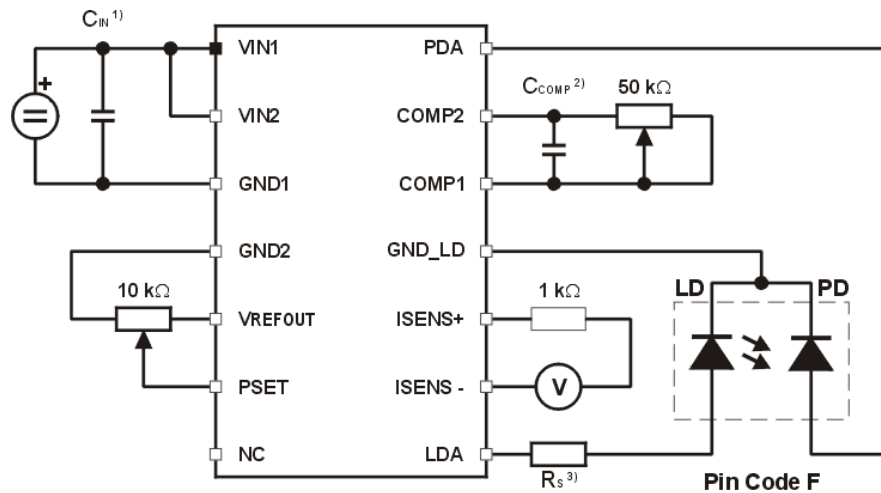 CIN 1)
+
VIN1
PDA
CCOMP 2)
50 kΩ
VIN2
COMP2
GND1
COMP1
GND2
GND_LD
10 kΩ
LD
PD
1 kΩ
VREFOUT
ISENS+
PSET
ISENS -
V
NC
LDA
RS 3)
Pin Code F